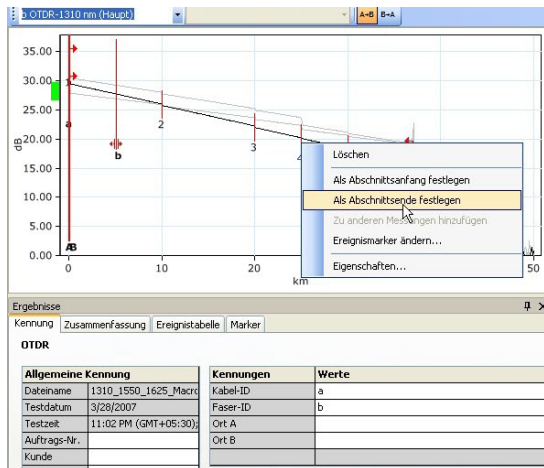 b OTDR-1310 nm (Haupt)
A→B B→A
35.00
30.00
25.00
20.00
15.00
10.00
5.00
0.00
dB
1
2
3
a
b
A B
0
10
20
50
km
Löschen
Als Abschnittsanfang festlegen
Als Abschnittsende festlegen
Zu anderen Messungen hinzufügen
Ereignismarker ändern...
Eigenschaften...
Ergebnisse
Kennung Zusammenfassung Ereignistabelle Marker
OTDR
Allgemeine Kennung
Dateiname 1310_1550_1625_Macro
Testdatum 3/28/2007
Testzeit 11:02 PM (GMT+05:30);
Auftrags-Nr.
Kunde
Kennungen Werte
Kabel-ID a
Faser-ID b
Ort A
Ort B